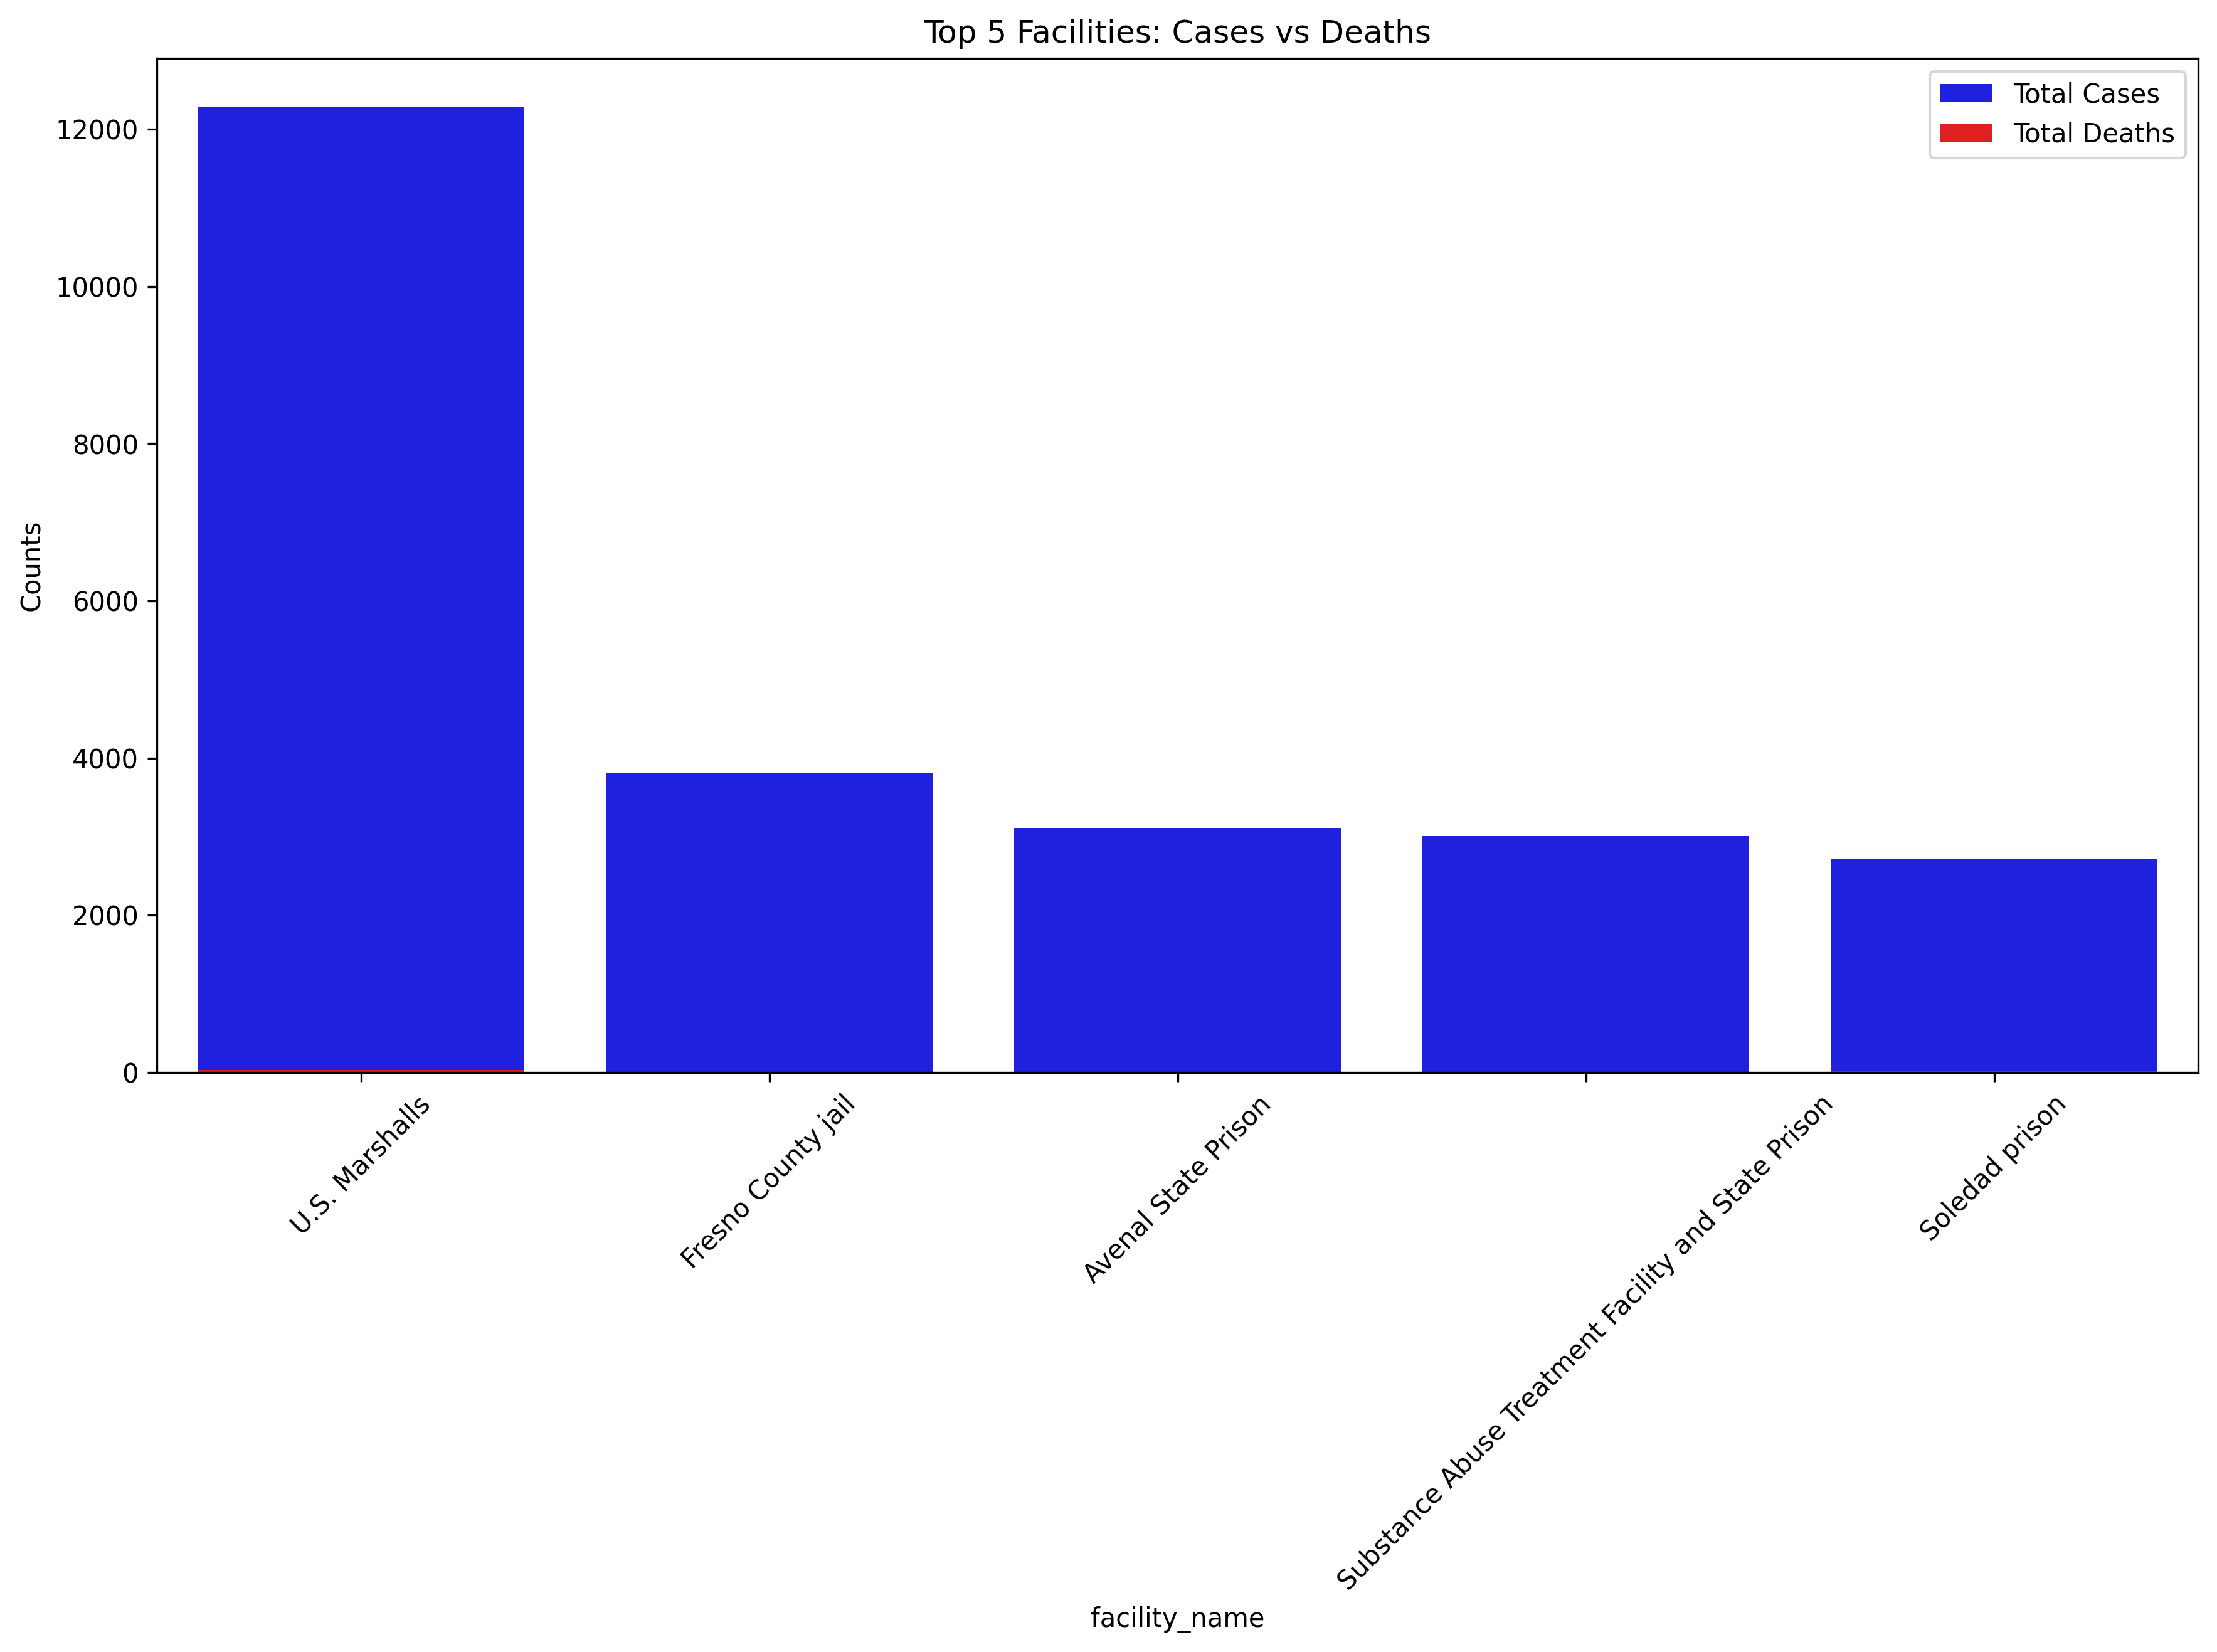 Top 5 Facilities: Cases vs Deaths
Total Cases
Total Deaths
Counts
12000
10000
8000
6000
4000
2000
0
U.S. Marshalls
Fresno County jail
Avenal State Prison
Substance Abuse Treatment Facility and State Prison
Soledad prison
facility_name